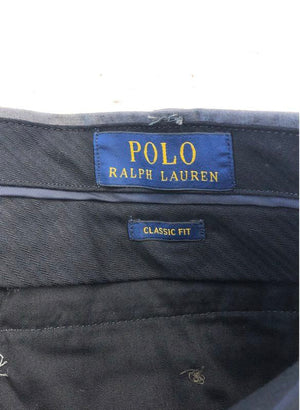 POLO
RALPH LAUREN
CLASSIC FIT